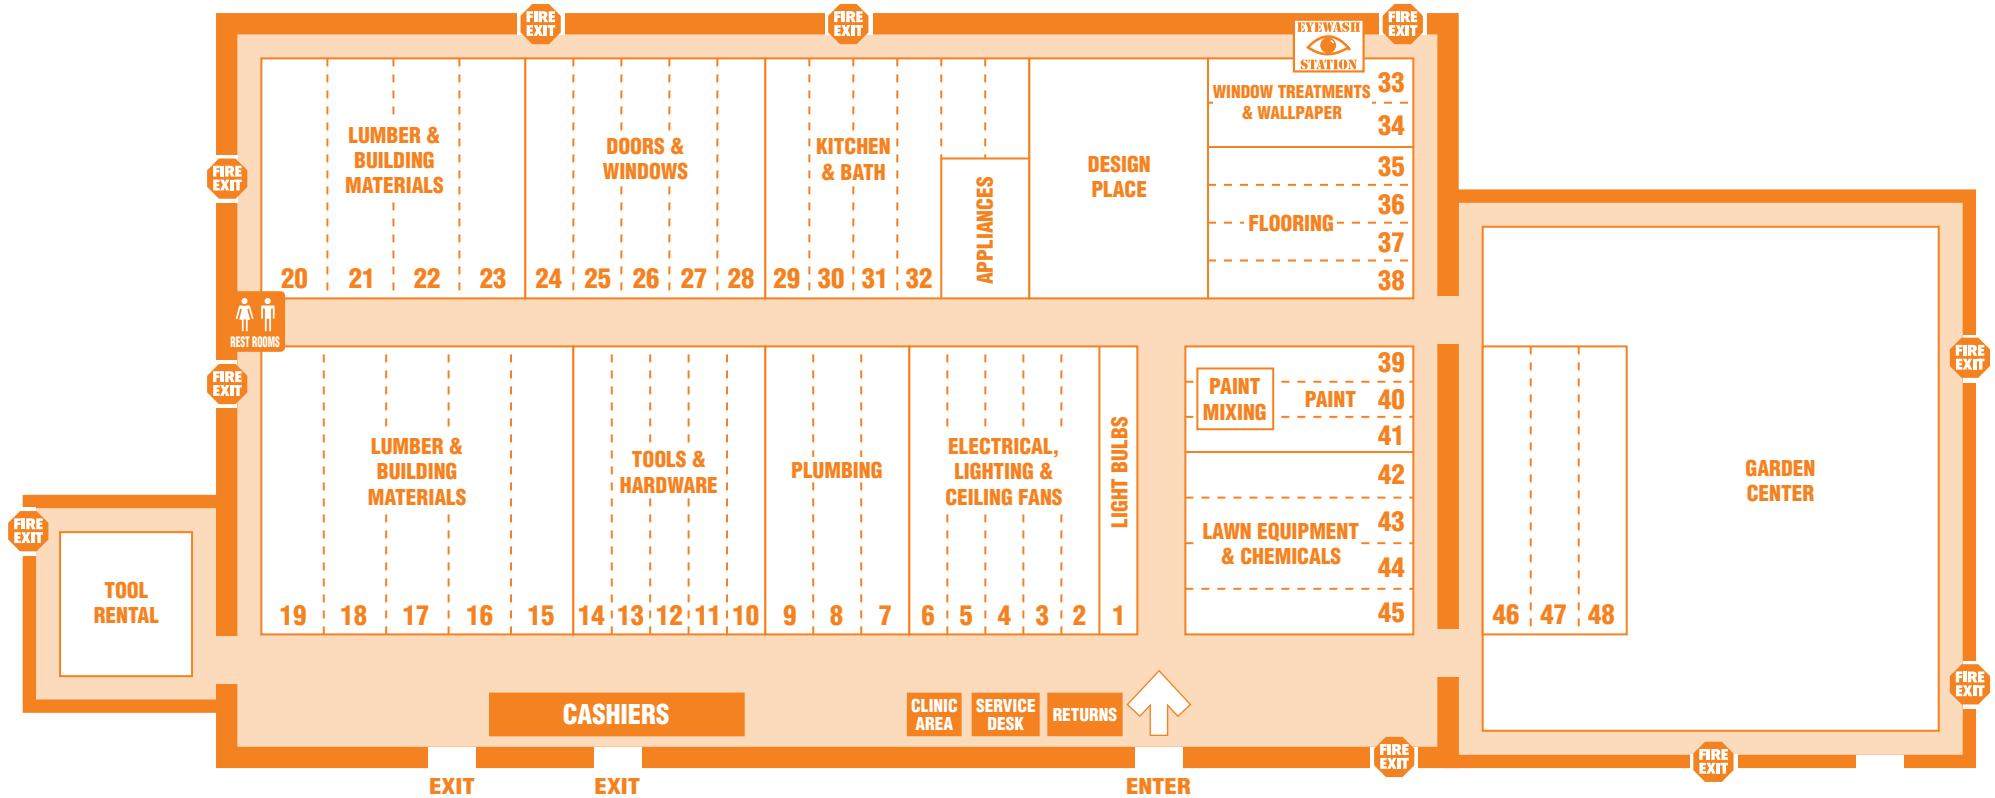 FIRE
EXIT
FIRE
EXIT
FIRE
EXIT
EYEWASH
STATION
LUMBER &
BUILDING
MATERIALS
20 21 22 23
DOORS &
WINDOWS
24 25 26 27 28
KITCHEN
& BATH
29 30 31 32
APPLIANCES
DESIGN
PLACE
WINDOW TREATMENTS
& WALLPAPER
33
34
FLOORING
35
36
37
38
FIRE
EXIT
REST ROOMS
FIRE
EXIT
LUMBER &
BUILDING
MATERIALS
19 18 17 16 15
TOOLS &
HARDWARE
14 13 12 11 10
PLUMBING
9 8 7
ELECTRICAL,
LIGHTING &
CEILING FANS
6 5 4 3 2
LIGHT BULBS
1
PAINT
MIXING
PAINT
39
40
41
LAWN EQUIPMENT
& CHEMICALS
42
43
44
45
46 47 48
GARDEN
CENTER
FIRE
EXIT
FIRE
EXIT
FIRE
EXIT
TOOL
RENTAL
CASHIERS
CLINIC
AREA
SERVICE
DESK
RETURNS
FIRE
EXIT
FIRE
EXIT
EXIT
EXIT
ENTER